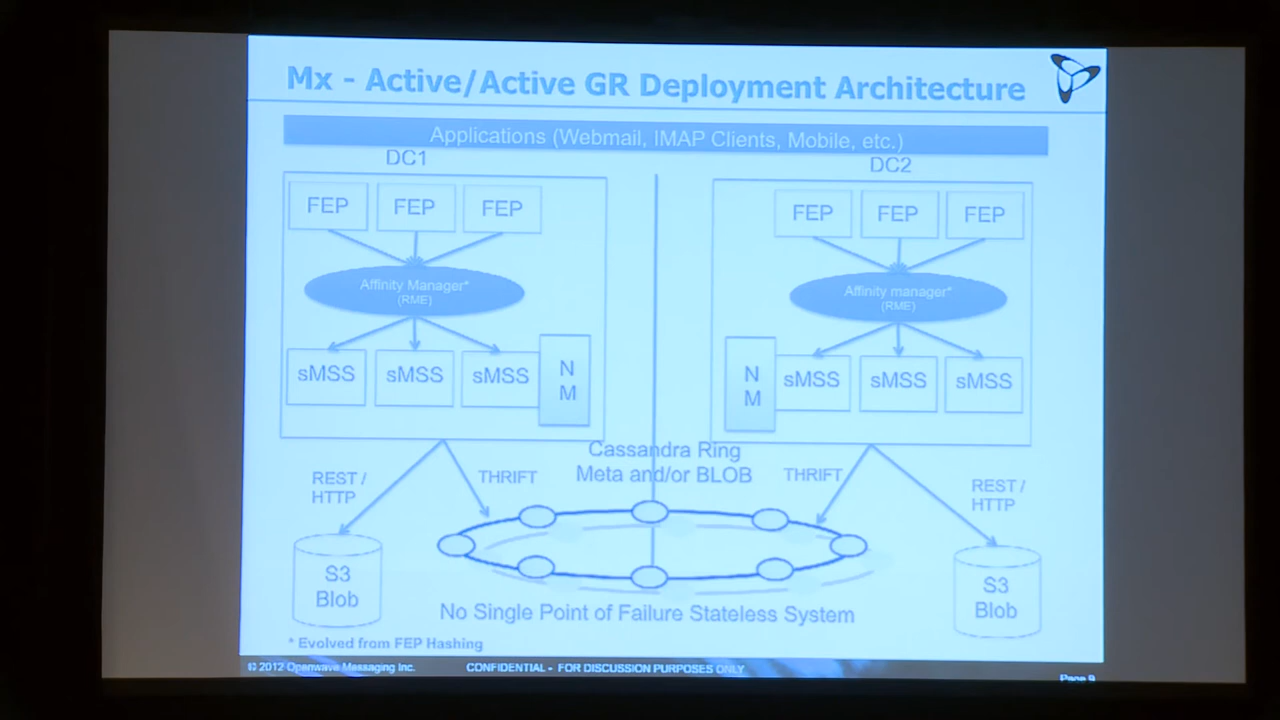 Mx - Active/Active GR Deployment Architecture
Applications (Webmail, IMAP Clients, Mobile, etc.)
DC1
DC2
FEP
FEP
FEP
FEP
FEP
FEP
Affinity Manager*
(RME)
Affinity manager*
(RME)
sMSS
sMSS
sMSS
N
M
N
M
sMSS
sMSS
sMSS
Cassandra Ring
Meta and/or BLOB
REST /
HTTP
THRIFT
THRIFT
REST /
HTTP
S3
Blob
S3
Blob
No Single Point of Failure Stateless System
* Evolved from FEP Hashing
© 2012 Openwave Messaging Inc.
CONFIDENTIAL - FOR DISCUSSION PURPOSES ONLY
Page 9